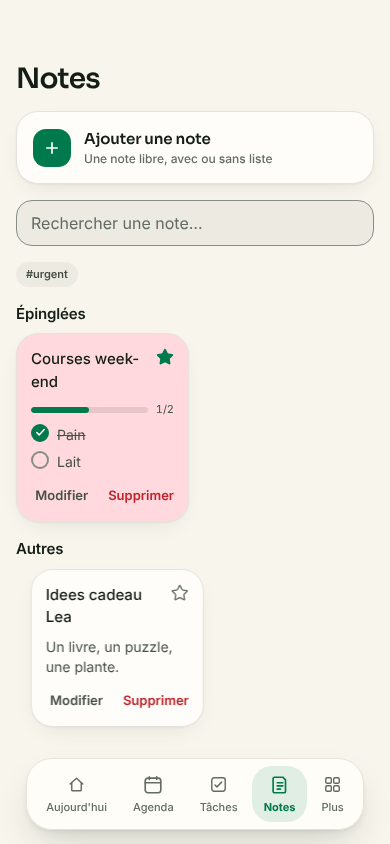 Notes
Ajouter une note
Une note libre, avec ou sans liste
Rechercher une note...
#urgent
Épinglées
Courses week-
end
1/2
Pain
Lait
Modifier Supprimer
Autres
Idees cadeau
Lea
Un livre, un puzzle,
une plante.
Modifier Supprimer
Aujourd'hui Agenda Tâches Notes Plus